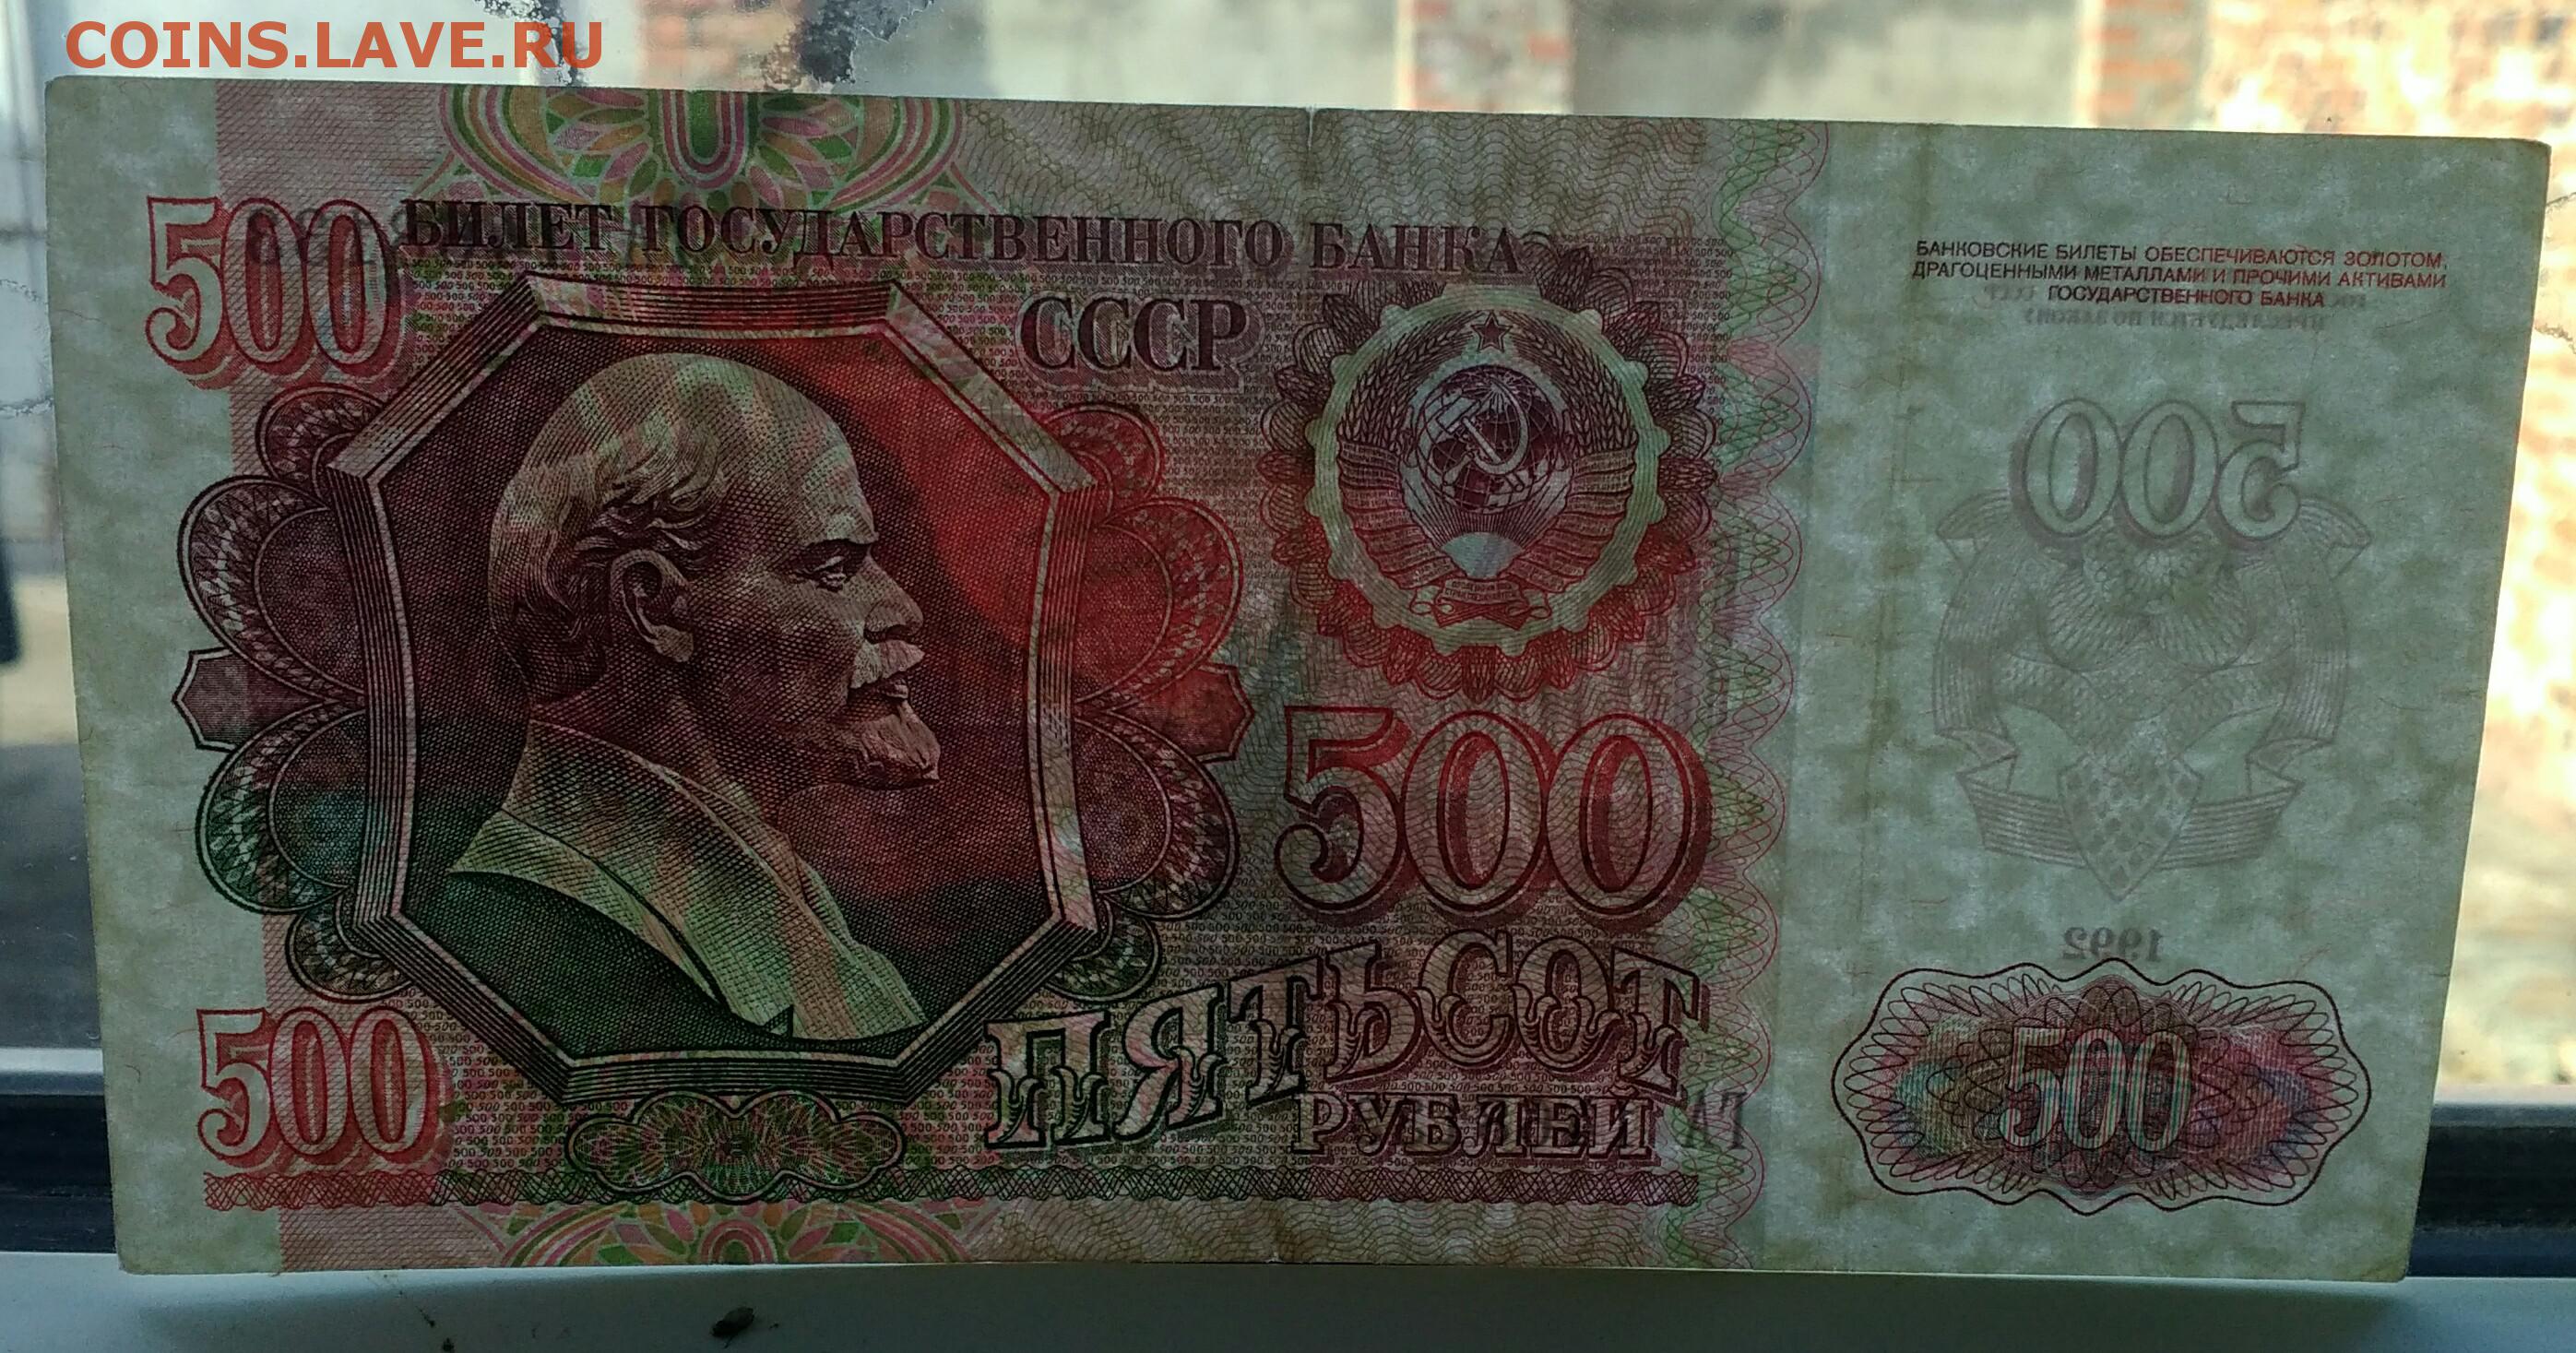 COINS.LAVE.RU
500
БИЛЕТ ГОСУДАРСТВЕННОГО БАНКА
СССР
БАНКОВСКИЕ БИЛЕТЫ ОБЕСПЕЧИВАЮТСЯ ЗОЛОТОМ,
ДРАГОЦЕННЫМИ МЕТАЛЛАМИ И ПРОЧИМИ АКТИВАМИ
ГОСУДАРСТВЕННОГО БАНКА
500
500
1992
ПЯТЬСОТ
РУБЛЕЙ
500
500